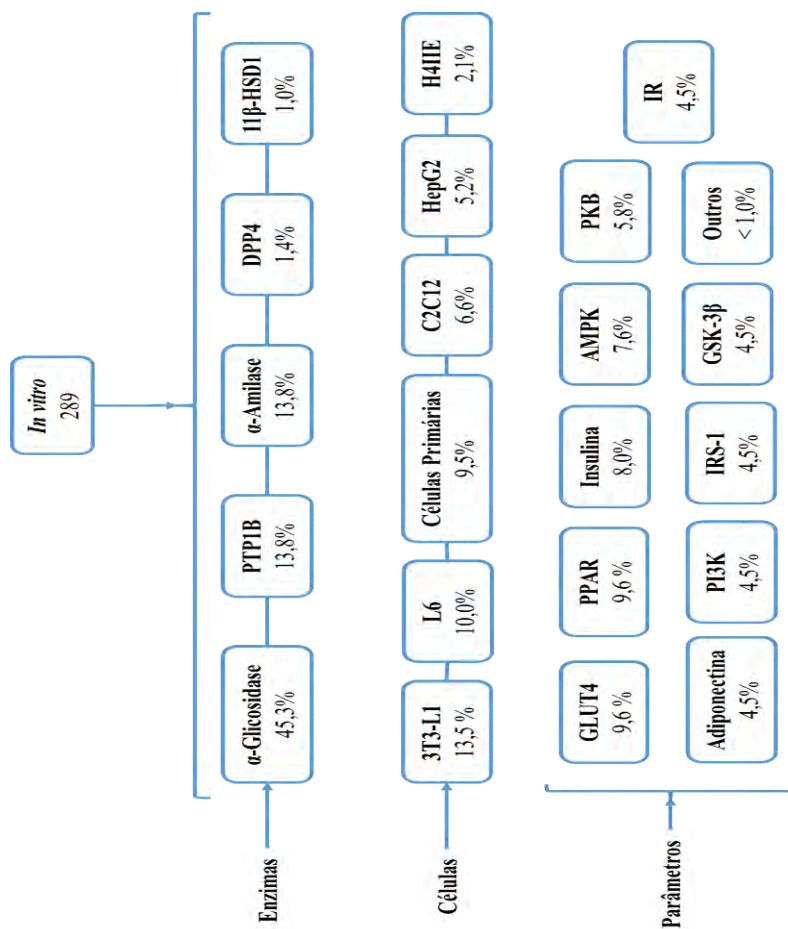 In vitro
289
Enzimas
α-Glicosidase
45,3%
PTP1B
13,8%
α-Amilase
13,8%
DPP4
1,4%
11β-HSD1
1,0%
Células
3T3-L1
13,5 %
L6
10,0%
Células Primárias
9,5%
C2C12
6,6%
HepG2
5,2%
H4IIE
2,1%
Parâmetros
GLUT4
9,6 %
PPAR
9,6 %
Insulina
8,0%
AMPK
7,6%
PKB
5,8%
IR
4,5%
Adiponectina
4,5%
PI3K
4,5%
IRS-1
4,5%
GSK-3β
4,5%
Outros
< 1,0%